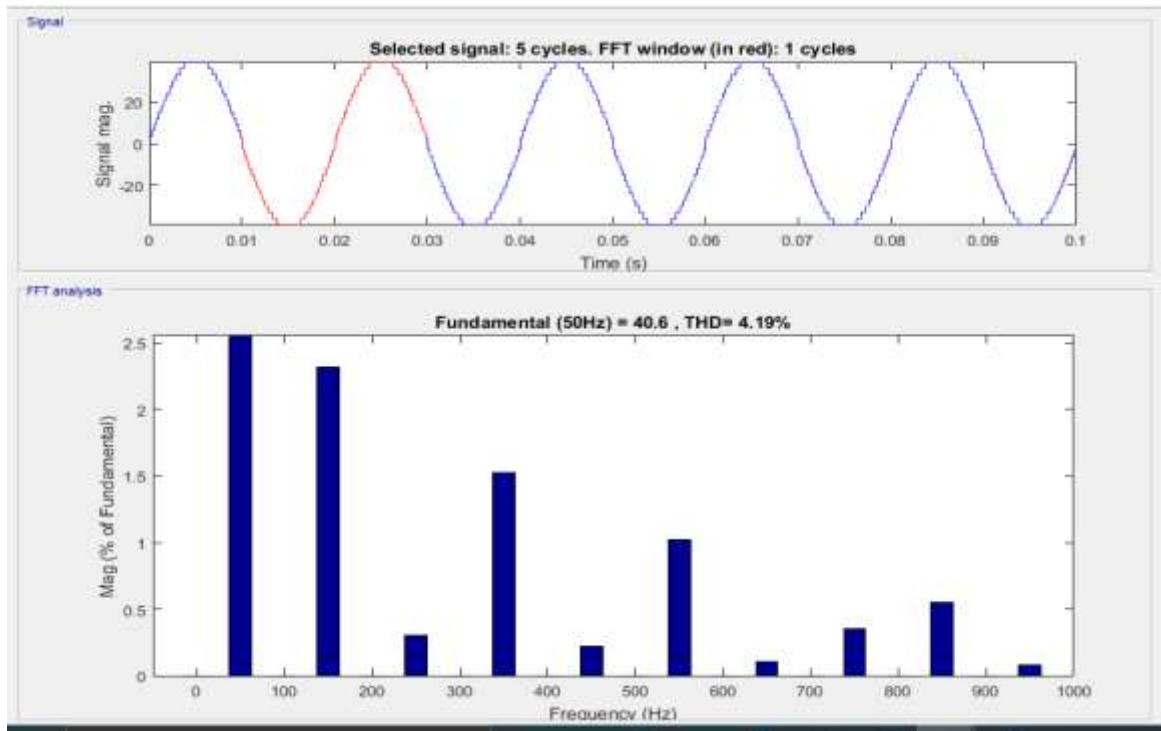 Signal
Selected signal: 5 cycles. FFT window (in red): 1 cycles
Signal mag.
20
0
-20
0 0.01 0.02 0.03 0.04 0.05 0.06 0.07 0.08 0.09 0.1
Time (s)
FFT analysis
Fundamental (50Hz) = 40.6 , THD= 4.19%
Mag (% of Fundamental)
2.5
2
1.5
1
0.5
0
0 100 200 300 400 500 600 700 800 900 1000
Frequency (Hz)